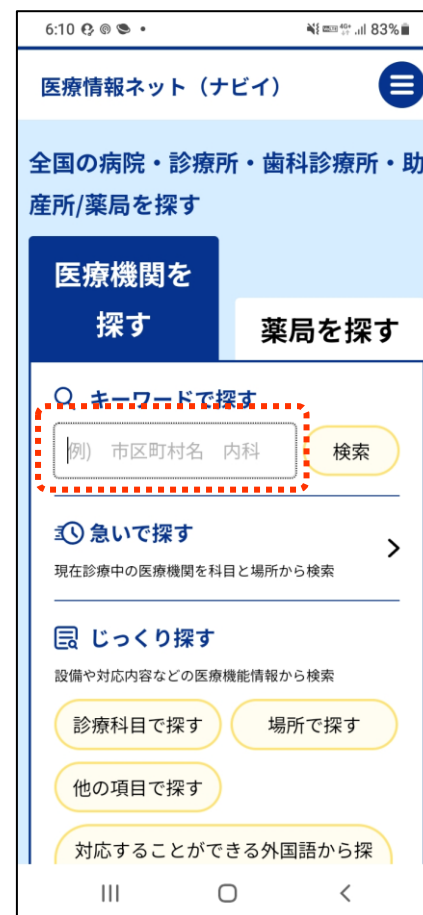 6:10
83%
医療情報ネット（ナビイ）
全国の病院・診療所・歯科診療所・助
産所/薬局を探す
医療機関を
探す
薬局を探す
キーワードで探す
例) 市区町村名 内科
検索
急いで探す
現在診療中の医療機関を科目と場所から検索
じっくり探す
設備や対応内容などの医療機能情報から検索
診療科目で探す
場所で探す
他の項目で探す
対応することができる外国語から探